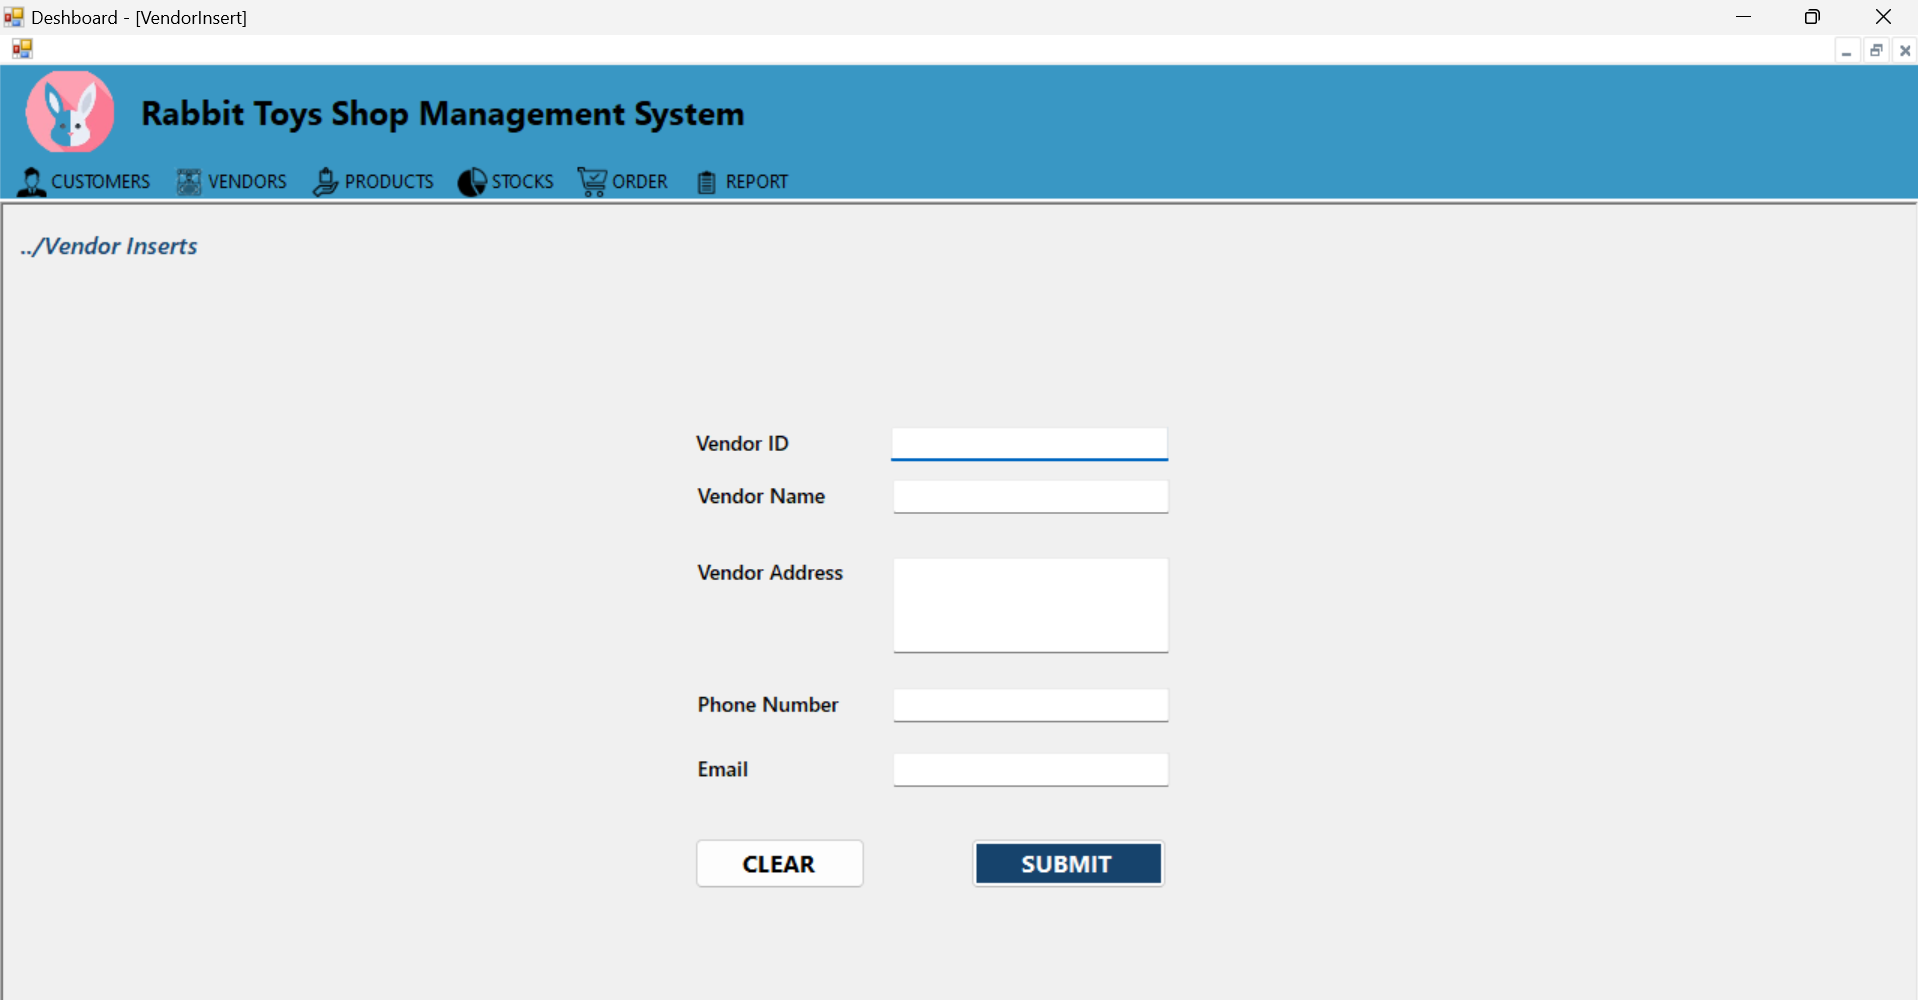 Deshboard - [VendorInsert]
Rabbit Toys Shop Management System
CUSTOMERS VENDORS PRODUCTS STOCKS ORDER REPORT
../Vendor Inserts
Vendor ID
Vendor Name
Vendor Address
Phone Number
Email
CLEAR SUBMIT